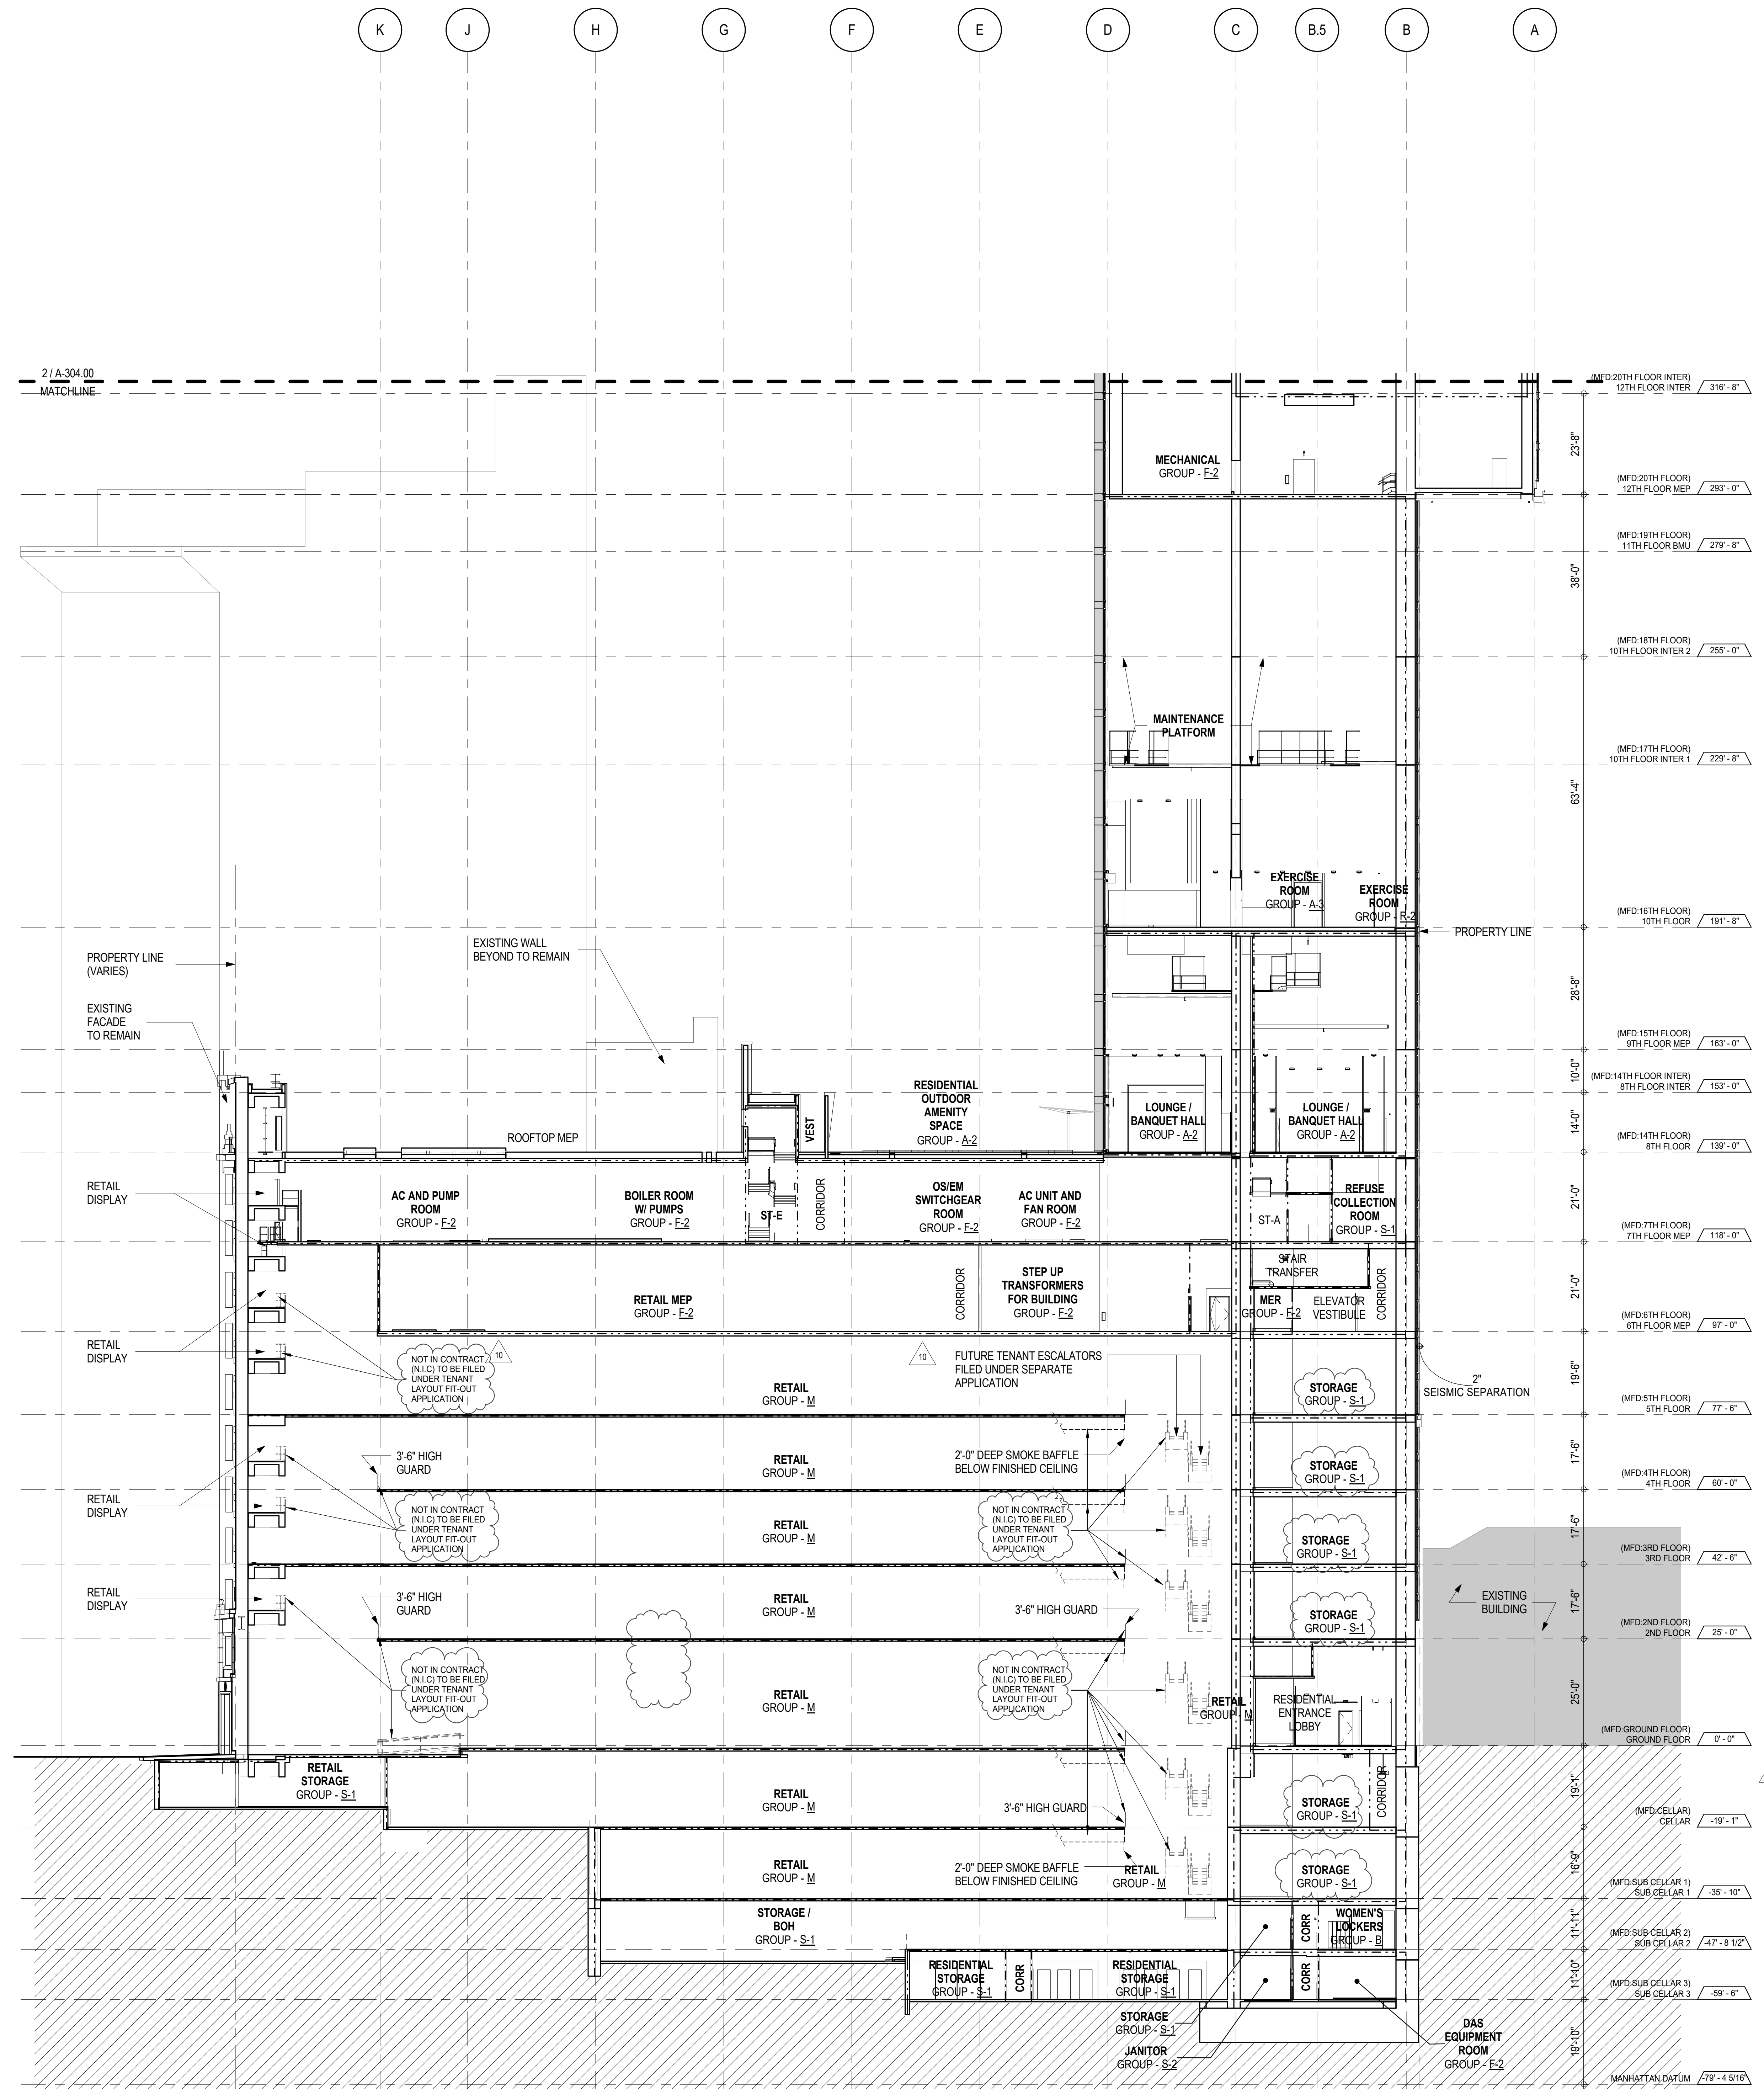 K
J
H
G
F
E
D
C
B.5
B
A
2 / A-304.00
MATCHLINE
(MFD:20TH FLOOR INTER)
12TH FLOOR INTER
316' - 8"
23'-8"
MECHANICAL
GROUP - F-2
(MFD:20TH FLOOR)
12TH FLOOR MEP
293' - 0"
(MFD:19TH FLOOR)
11TH FLOOR BMU
279' - 8"
38'-0"
(MFD:18TH FLOOR)
10TH FLOOR INTER 2
255' - 0"
MAINTENANCE
PLATFORM
(MFD:17TH FLOOR)
10TH FLOOR INTER 1
229' - 8"
63'-4"
EXERCISE
ROOM
GROUP - A-3
EXERCISE
ROOM
GROUP - R-2
(MFD:16TH FLOOR)
10TH FLOOR
191' - 8"
PROPERTY LINE
PROPERTY LINE
(VARIES)
EXISTING WALL
BEYOND TO REMAIN
EXISTING
FACADE
TO REMAIN
28'-8"
(MFD:15TH FLOOR)
9TH FLOOR MEP
163' - 0"
10'-0"
(MFD:14TH FLOOR INTER)
8TH FLOOR INTER
153' - 0"
RESIDENTIAL
OUTDOOR
AMENITY
SPACE
GROUP - A-2
LOUNGE /
BANQUET HALL
GROUP - A-2
LOUNGE /
BANQUET HALL
GROUP - A-2
14'-0"
ROOFTOP MEP
VEST
(MFD:14TH FLOOR)
8TH FLOOR
139' - 0"
RETAIL
DISPLAY
AC AND PUMP
ROOM
GROUP - F-2
BOILER ROOM
W/ PUMPS
GROUP - F-2
ST-E
CORRIDOR
OS/EM
SWITCHGEAR
ROOM
GROUP - F-2
AC UNIT AND
FAN ROOM
GROUP - F-2
ST-A
REFUSE
COLLECTION
ROOM
GROUP - S-1
21'-0"
(MFD:7TH FLOOR)
7TH FLOOR MEP
118' - 0"
RETAIL MEP
GROUP - F-2
CORRIDOR
STEP UP
TRANSFORMERS
FOR BUILDING
GROUP - F-2
STAIR
TRANSFER
MER
GROUP - F-2
ELEVATOR
VESTIBULE
CORRIDOR
21'-0"
(MFD:6TH FLOOR)
6TH FLOOR MEP
97' - 0"
RETAIL
DISPLAY
NOT IN CONTRACT
(N.I.C) TO BE FILED
UNDER TENANT
LAYOUT FIT-OUT
APPLICATION
10
10
FUTURE TENANT ESCALATORS
FILED UNDER SEPARATE
APPLICATION
RETAIL
GROUP - M
STORAGE
GROUP - S-1
2"
SEISMIC SEPARATION
19'-6"
(MFD:5TH FLOOR)
5TH FLOOR
77' - 6"
3'-6" HIGH
GUARD
RETAIL
GROUP - M
2'-0" DEEP SMOKE BAFFLE
BELOW FINISHED CEILING
STORAGE
GROUP - S-1
17'-6"
(MFD:4TH FLOOR)
4TH FLOOR
60' - 0"
RETAIL
DISPLAY
NOT IN CONTRACT
(N.I.C) TO BE FILED
UNDER TENANT
LAYOUT FIT-OUT
APPLICATION
RETAIL
GROUP - M
NOT IN CONTRACT
(N.I.C) TO BE FILED
UNDER TENANT
LAYOUT FIT-OUT
APPLICATION
STORAGE
GROUP - S-1
17'-6"
(MFD:3RD FLOOR)
3RD FLOOR
42' - 6"
RETAIL
DISPLAY
3'-6" HIGH
GUARD
RETAIL
GROUP - M
3'-6" HIGH GUARD
STORAGE
GROUP - S-1
EXISTING
BUILDING
17'-6"
(MFD:2ND FLOOR)
2ND FLOOR
25' - 0"
NOT IN CONTRACT
(N.I.C) TO BE FILED
UNDER TENANT
LAYOUT FIT-OUT
APPLICATION
RETAIL
GROUP - M
NOT IN CONTRACT
(N.I.C) TO BE FILED
UNDER TENANT
LAYOUT FIT-OUT
APPLICATION
RETAIL
GROUP - M
RESIDENTIAL
ENTRANCE
LOBBY
25'-0"
(MFD:GROUND FLOOR)
GROUND FLOOR
0' - 0"
RETAIL
STORAGE
GROUP - S-1
RETAIL
GROUP - M
3'-6" HIGH GUARD
STORAGE
GROUP - S-1
CORRIDOR
19'-1"
(MFD:CELLAR)
CELLAR
-19' - 1"
RETAIL
GROUP - M
2'-0" DEEP SMOKE BAFFLE
BELOW FINISHED CEILING
RETAIL
GROUP - M
STORAGE
GROUP - S-1
16'-9"
(MFD:SUB CELLAR 1)
SUB CELLAR 1
-35' - 10"
STORAGE /
BOH
GROUP - S-1
CORR
WOMEN'S
LOCKERS
GROUP - B
11'-11"
(MFD:SUB CELLAR 2)
SUB CELLAR 2
-47' - 8 1/2"
RESIDENTIAL
STORAGE
GROUP - S-1
CORR
RESIDENTIAL
STORAGE
GROUP - S-1
CORR
11'-10"
(MFD:SUB CELLAR 3)
SUB CELLAR 3
-59' - 6"
STORAGE
GROUP - S-1
JANITOR
GROUP - S-2
DAS
EQUIPMENT
ROOM
GROUP - F-2
19'-10"
MANHATTAN DATUM
-79' - 4 5/16"